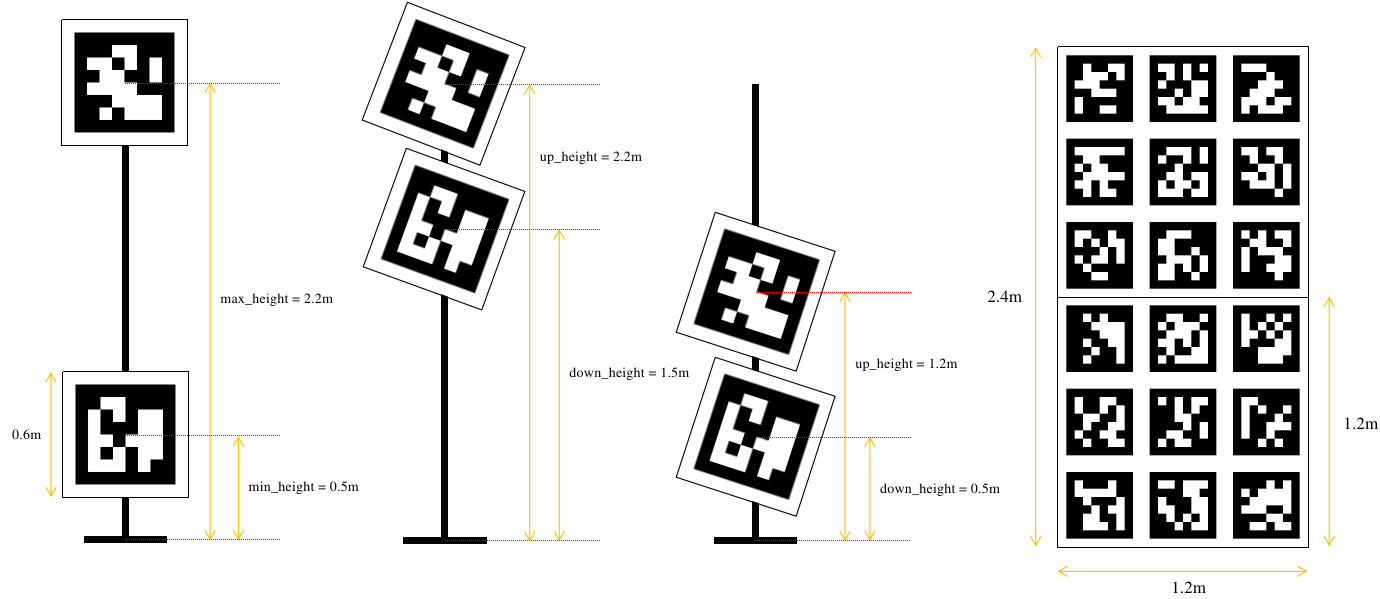 max_height = 2.2m
0.6m
min_height = 0.5m
up_height = 2.2m
down_height = 1.5m
up_height = 1.2m
down_height = 0.5m
2.4m
1.2m
1.2m